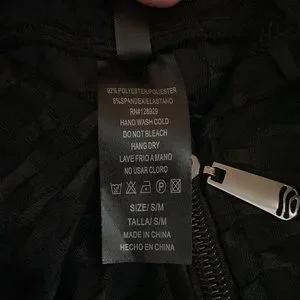 92% POLYESTER/POLIESTER
8%SPANDEX/ELASTANO
RN#128929
HAND WASH COLD
DO NOT BLEACH
HANG DRY
LAVE FRIO A MANO
NO USAR CLORO
SIZE/ S/M
TALLA/ S/M
MADE IN CHINA
HECHO EN CHINA